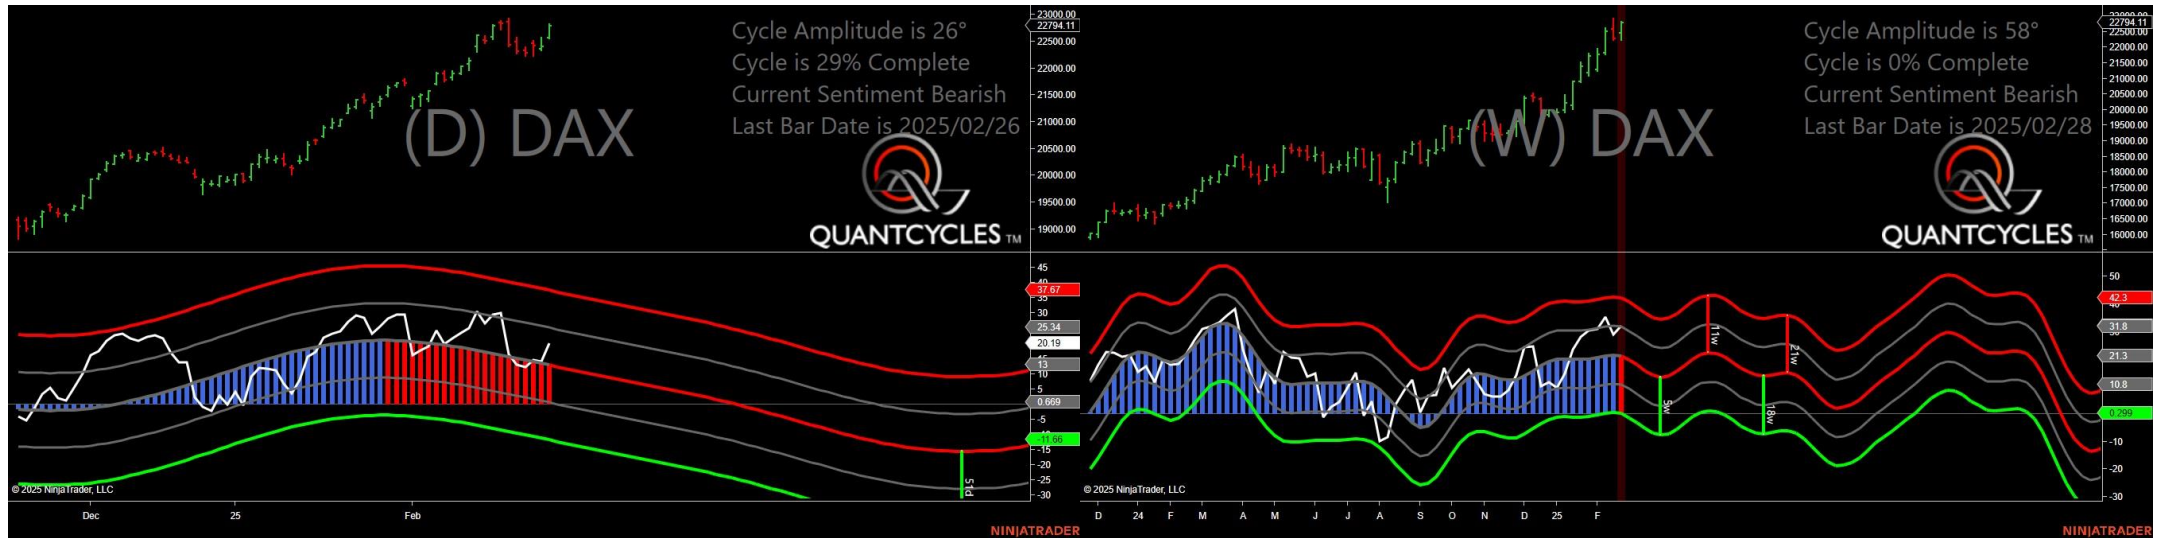 (D) DAX
Cycle Amplitude is 26°
Cycle is 29% Complete
Current Sentiment Bearish
Last Bar Date is 2025/02/26
QUANTCYCLES TM
23000.00
22794.11
22500.00
22000.00
21500.00
21000.00
20500.00
20000.00
19500.00
19000.00
45
37.67
35
30
25.34
20.19
13
10
5
0.669
-5
-11.66
-15
-20
-25
-30
51d
© 2025 NinjaTrader, LLC
Dec
25
Feb
NINJATRADER
(W) DAX
Cycle Amplitude is 58°
Cycle is 0% Complete
Current Sentiment Bearish
Last Bar Date is 2025/02/28
QUANTCYCLES TM
22794.11
22500.00
22000.00
21500.00
21000.00
20500.00
20000.00
19500.00
19000.00
18500.00
18000.00
17500.00
17000.00
16500.00
16000.00
50
42.3
31.8
21.3
10.8
0.299
-10
-20
-30
5w
11w
18w
21w
© 2025 NinjaTrader, LLC
D 24 F M A M J J A S O N D 25 F
NINJATRADER